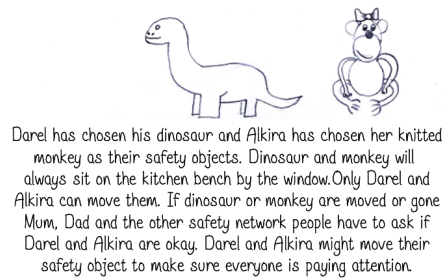 Darel has chosen his dinosaur and Alkira has chosen her knitted
monkey as their safety objects. Dinosaur and monkey will
always sit on the kitchen bench by the window.Only Darel and
Alkira can move them. If dinosaur or monkey are moved or gone
Mum, Dad and the other safety network people have to ask if
Darel and Alkira are okay. Darel and Alkira might move their
safety object to make sure everyone is paying attention.